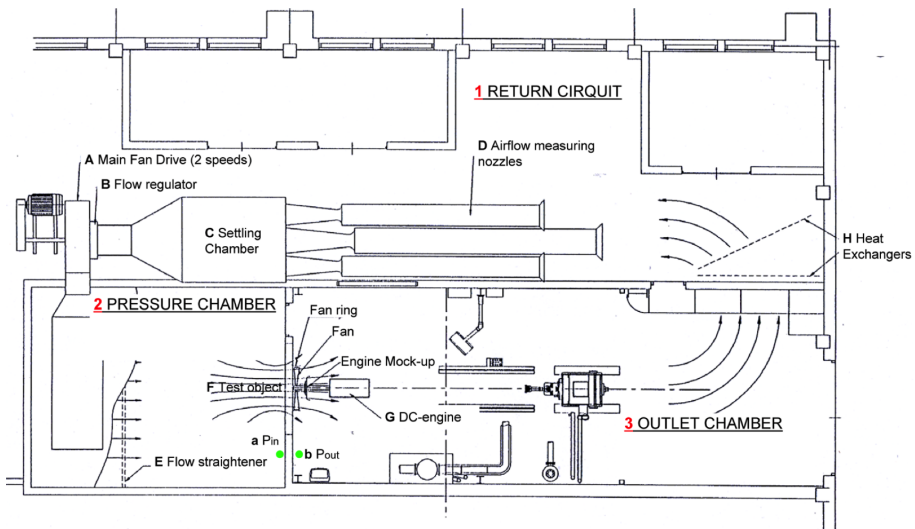 1 RETURN CIRQUIT
D Airflow measuring
nozzles
A Main Fan Drive (2 speeds)
B Flow regulator
C Settling
Chamber
H Heat
Exchangers
2 PRESSURE CHAMBER
Fan ring
Fan
Engine Mock-up
F Test object
G DC-engine
3 OUTLET CHAMBER
a Pin
b Pout
E Flow straightener